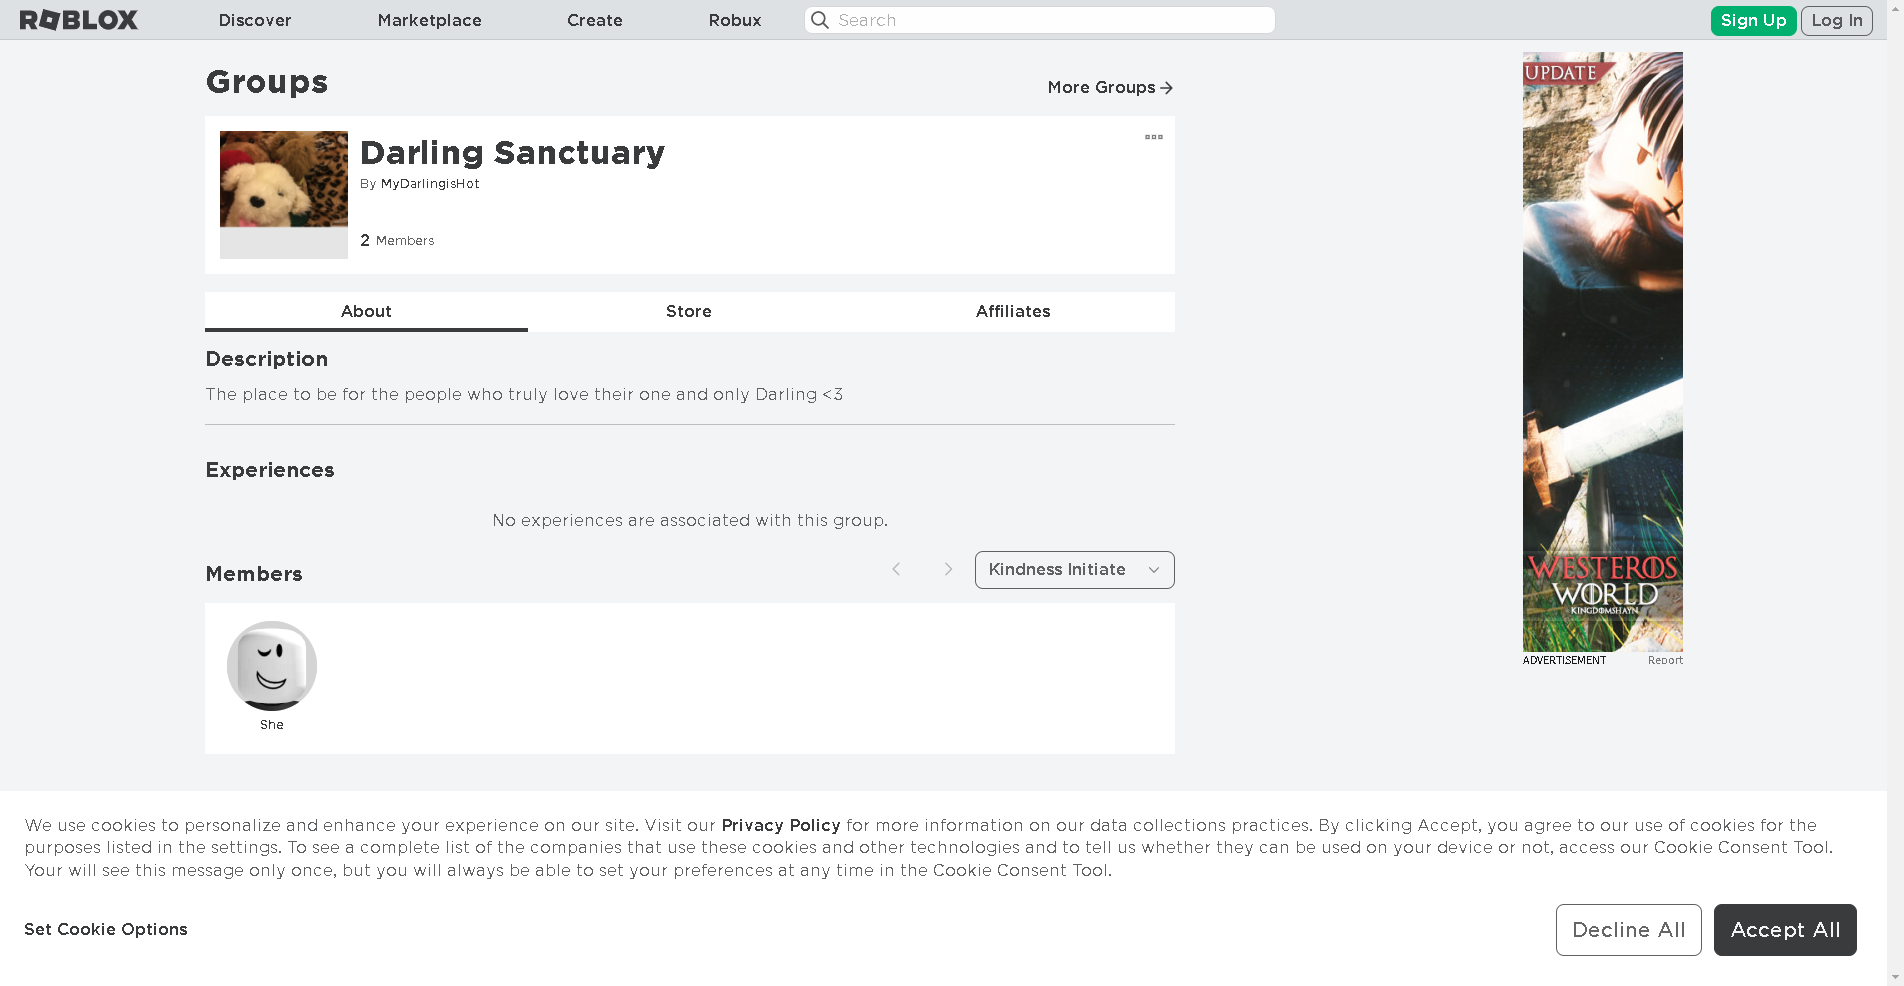 ROBLOX Discover Marketplace Create Robux Search Sign Up Log In
Groups
More Groups
Darling Sanctuary
By MyDarlingisHot
2 Members
About Store Affiliates
Description
The place to be for the people who truly love their one and only Darling <3
Experiences
No experiences are associated with this group.
Members
Kindness Initiate
She
UPDATE
WESTEROS
WORLD
KINGDOMSHAYN
ADVERTISEMENT Report
We use cookies to personalize and enhance your experience on our site. Visit our Privacy Policy for more information on our data collections practices. By clicking Accept, you agree to our use of cookies for the
purposes listed in the settings. To see a complete list of the companies that use these cookies and other technologies and to tell us whether they can be used on your device or not, access our Cookie Consent Tool.
Your will see this message only once, but you will always be able to set your preferences at any time in the Cookie Consent Tool.
Set Cookie Options
Decline All Accept All